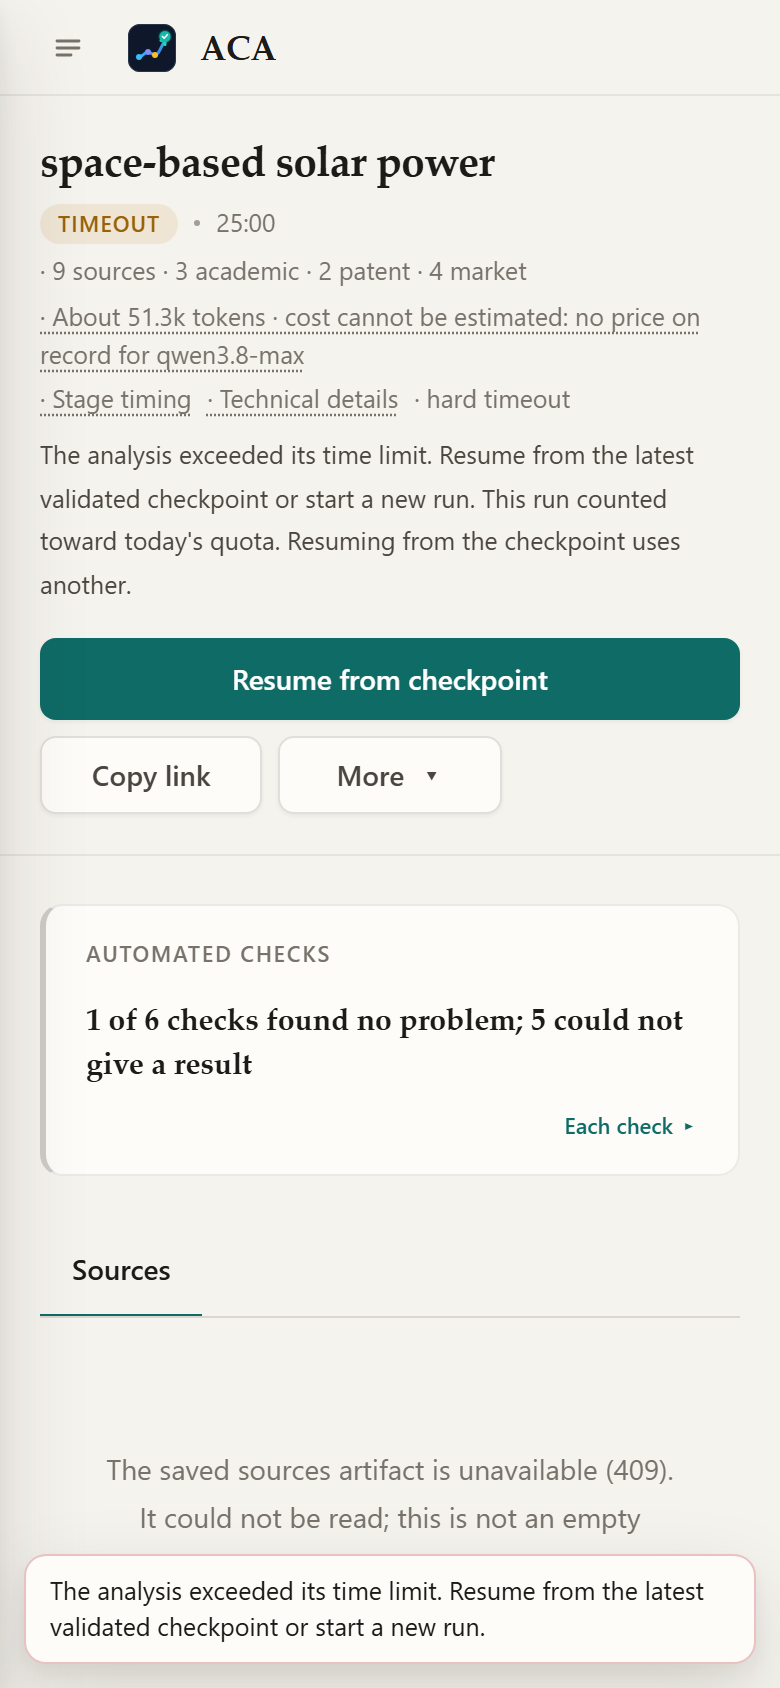 ACA
space-based solar power
TIMEOUT • 25:00
· 9 sources · 3 academic · 2 patent · 4 market
· About 51.3k tokens · cost cannot be estimated: no price on
record for qwen3.8-max
· Stage timing · Technical details · hard timeout
The analysis exceeded its time limit. Resume from the latest
validated checkpoint or start a new run. This run counted
toward today's quota. Resuming from the checkpoint uses
another.
Resume from checkpoint
Copy link
More ▼
AUTOMATED CHECKS
1 of 6 checks found no problem; 5 could not
give a result
Each check ▸
Sources
The saved sources artifact is unavailable (409).
It could not be read; this is not an empty
The analysis exceeded its time limit. Resume from the latest
validated checkpoint or start a new run.